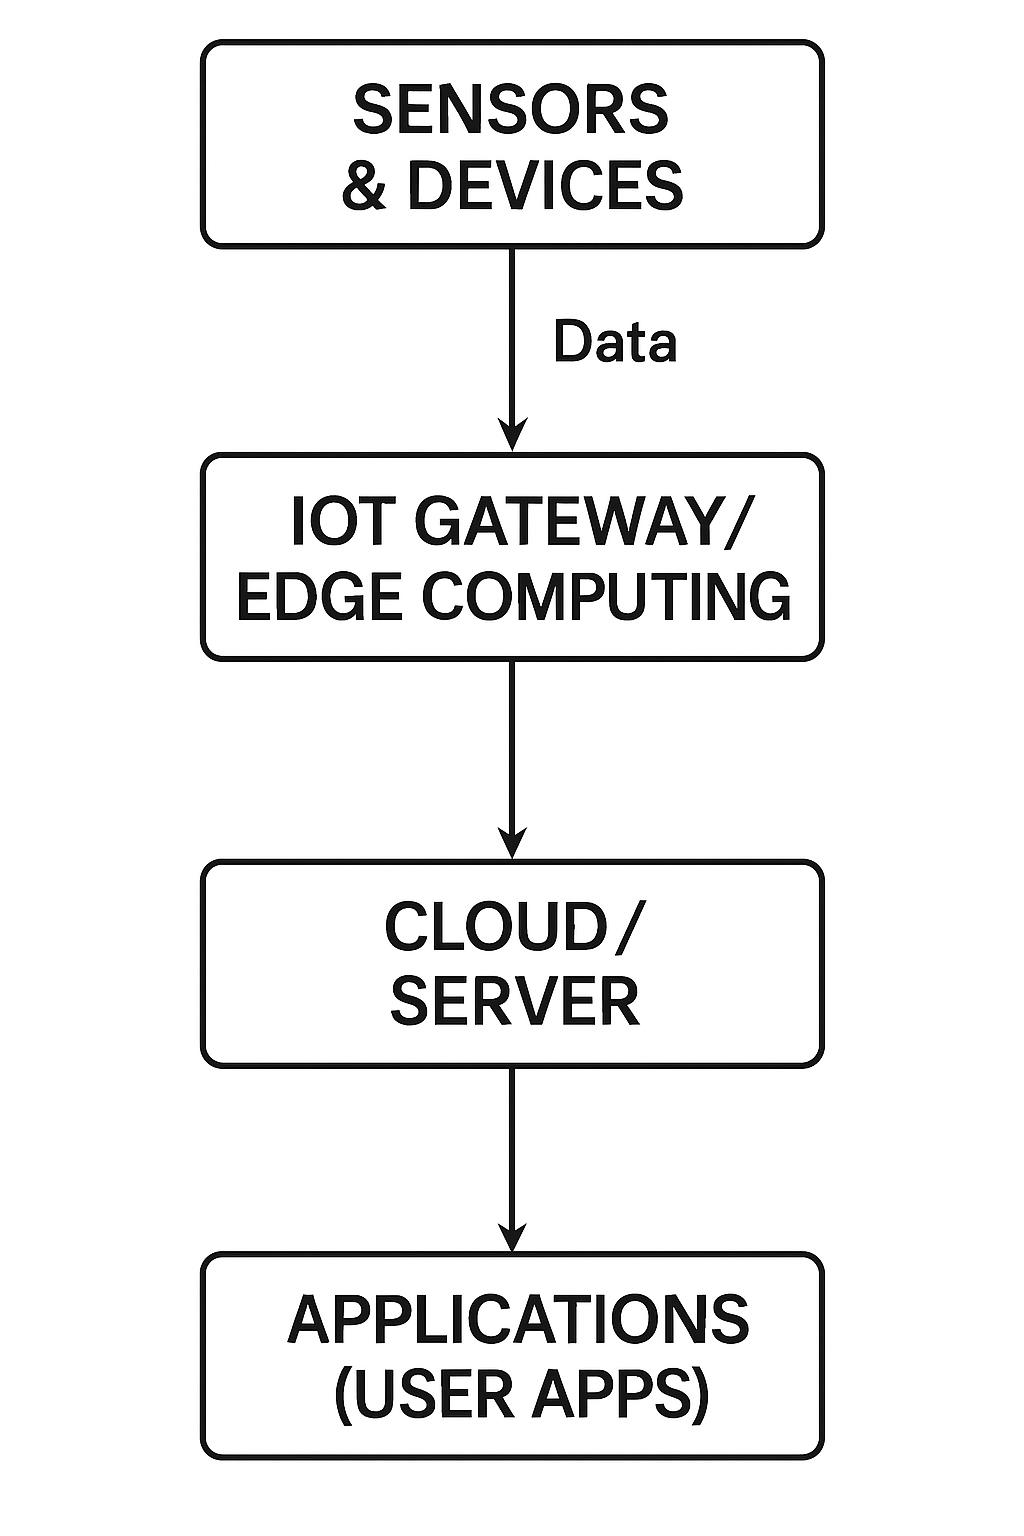 SENSORS
& DEVICES
Data
IOT GATEWAY/
EDGE COMPUTING
CLOUD/
SERVER
APPLICATIONS
(USER APPS)